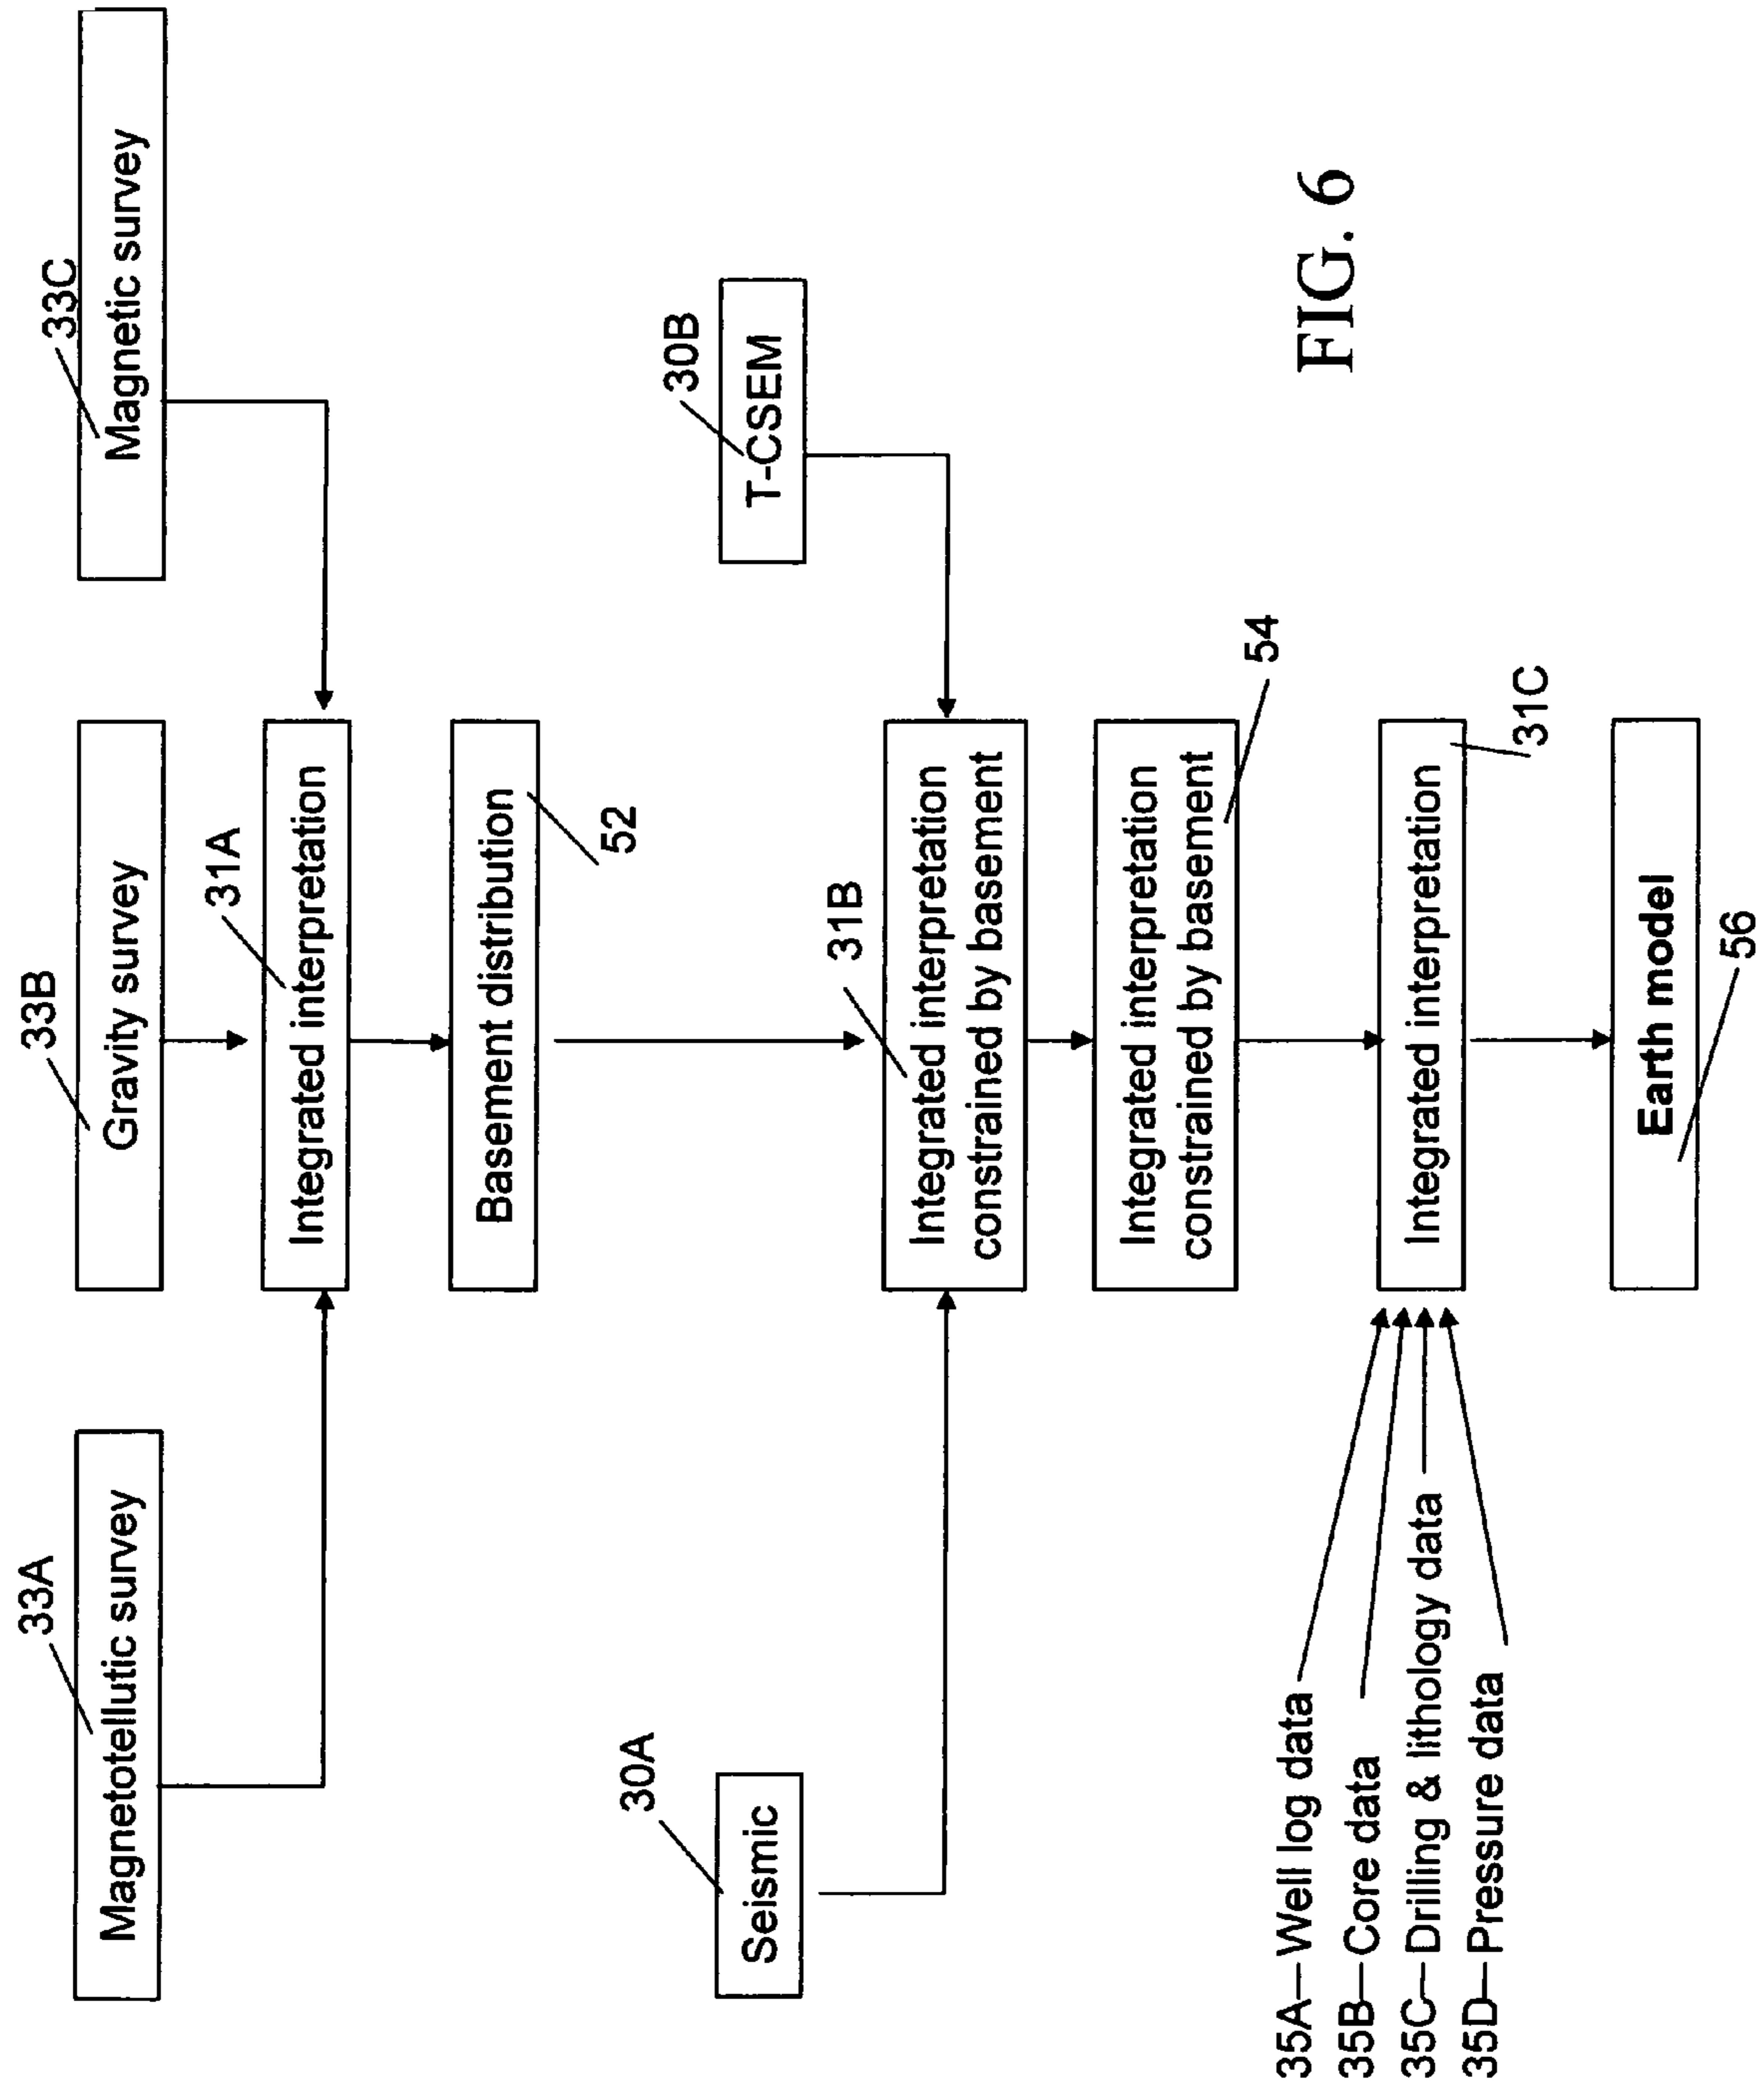 33A
33B
33C
Magnetotellutic survey
Gravity survey
Magnetic survey
31A
Integrated interpretation
Basement distribution
52
30A
30B
Seismic
T-CSEM
31B
Integrated interpretation
constrained by basement
Integrated interpretation
constrained by basement
54
35A—Well log data
35B—Core data
35C—Drilling & lithology data
35D—Pressure data
Integrated interpretation
31C
Earth model
56
FIG. 6